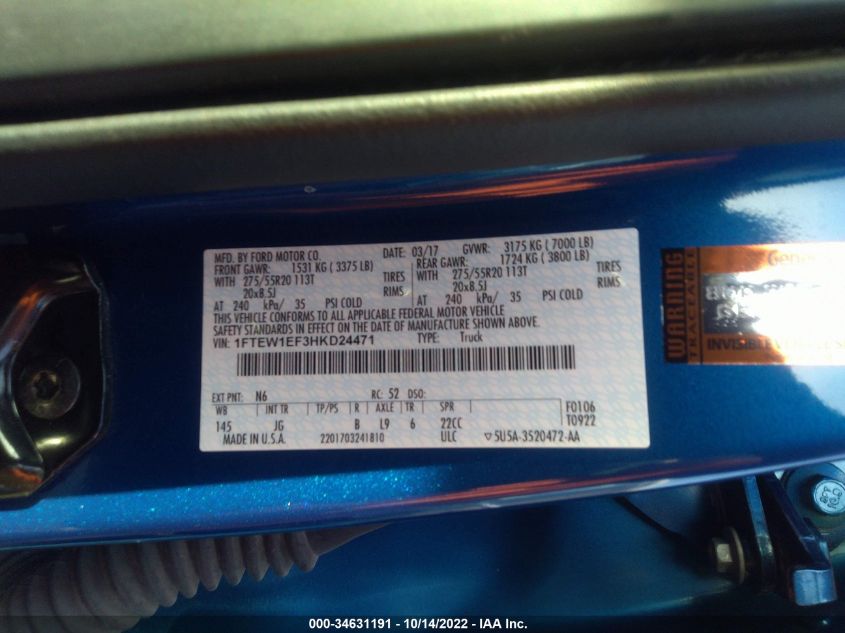 MFD. BY FORD MOTOR CO.
DATE: 03/17 GVWR: 3175 KG ( 7000 LB)
FRONT GAWR: 1531 KG ( 3375 LB)
REAR GAWR: 1724 KG ( 3800 LB)
WITH 275/55R20 113T TIRES
WITH 275/55R20 113T TIRES
20x8.5J RIMS
20x8.5J RIMS
AT 240 kPa/ 35 PSI COLD
AT 240 kPa/ 35 PSI COLD
THIS VEHICLE CONFORMS TO ALL APPLICABLE FEDERAL MOTOR VEHICLE
SAFETY STANDARDS IN EFFECT ON THE DATE OF MANUFACTURE SHOWN ABOVE.
VIN: 1FTEW1EF3HKD24471 TYPE: Truck
EXT PNT: N6 RC: 52 DSO:
WB INT TR TP/PS R AXLE TR SPR
F0106
145 JG B L9 6 22CC
T0922
MADE IN U.S.A. 2201703241810 ULC 5U5A-3520472-AA
WARNING
TRACTABLE
INVISIBLE
000-34631191 - 10/14/2022 - IAA Inc.